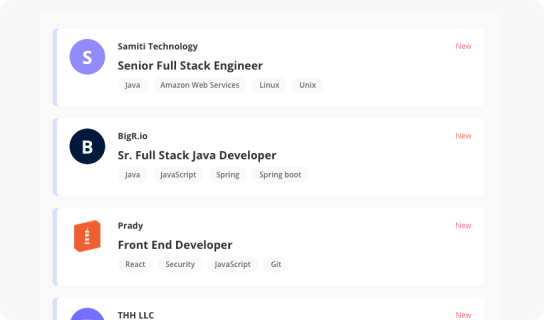 S
Samiti Technology
New
Senior Full Stack Engineer
Java Amazon Web Services Linux Unix
B
BigR.io
New
Sr. Full Stack Java Developer
Java JavaScript Spring Spring boot
Prady
New
Front End Developer
React Security JavaScript Git
THH LLC
New